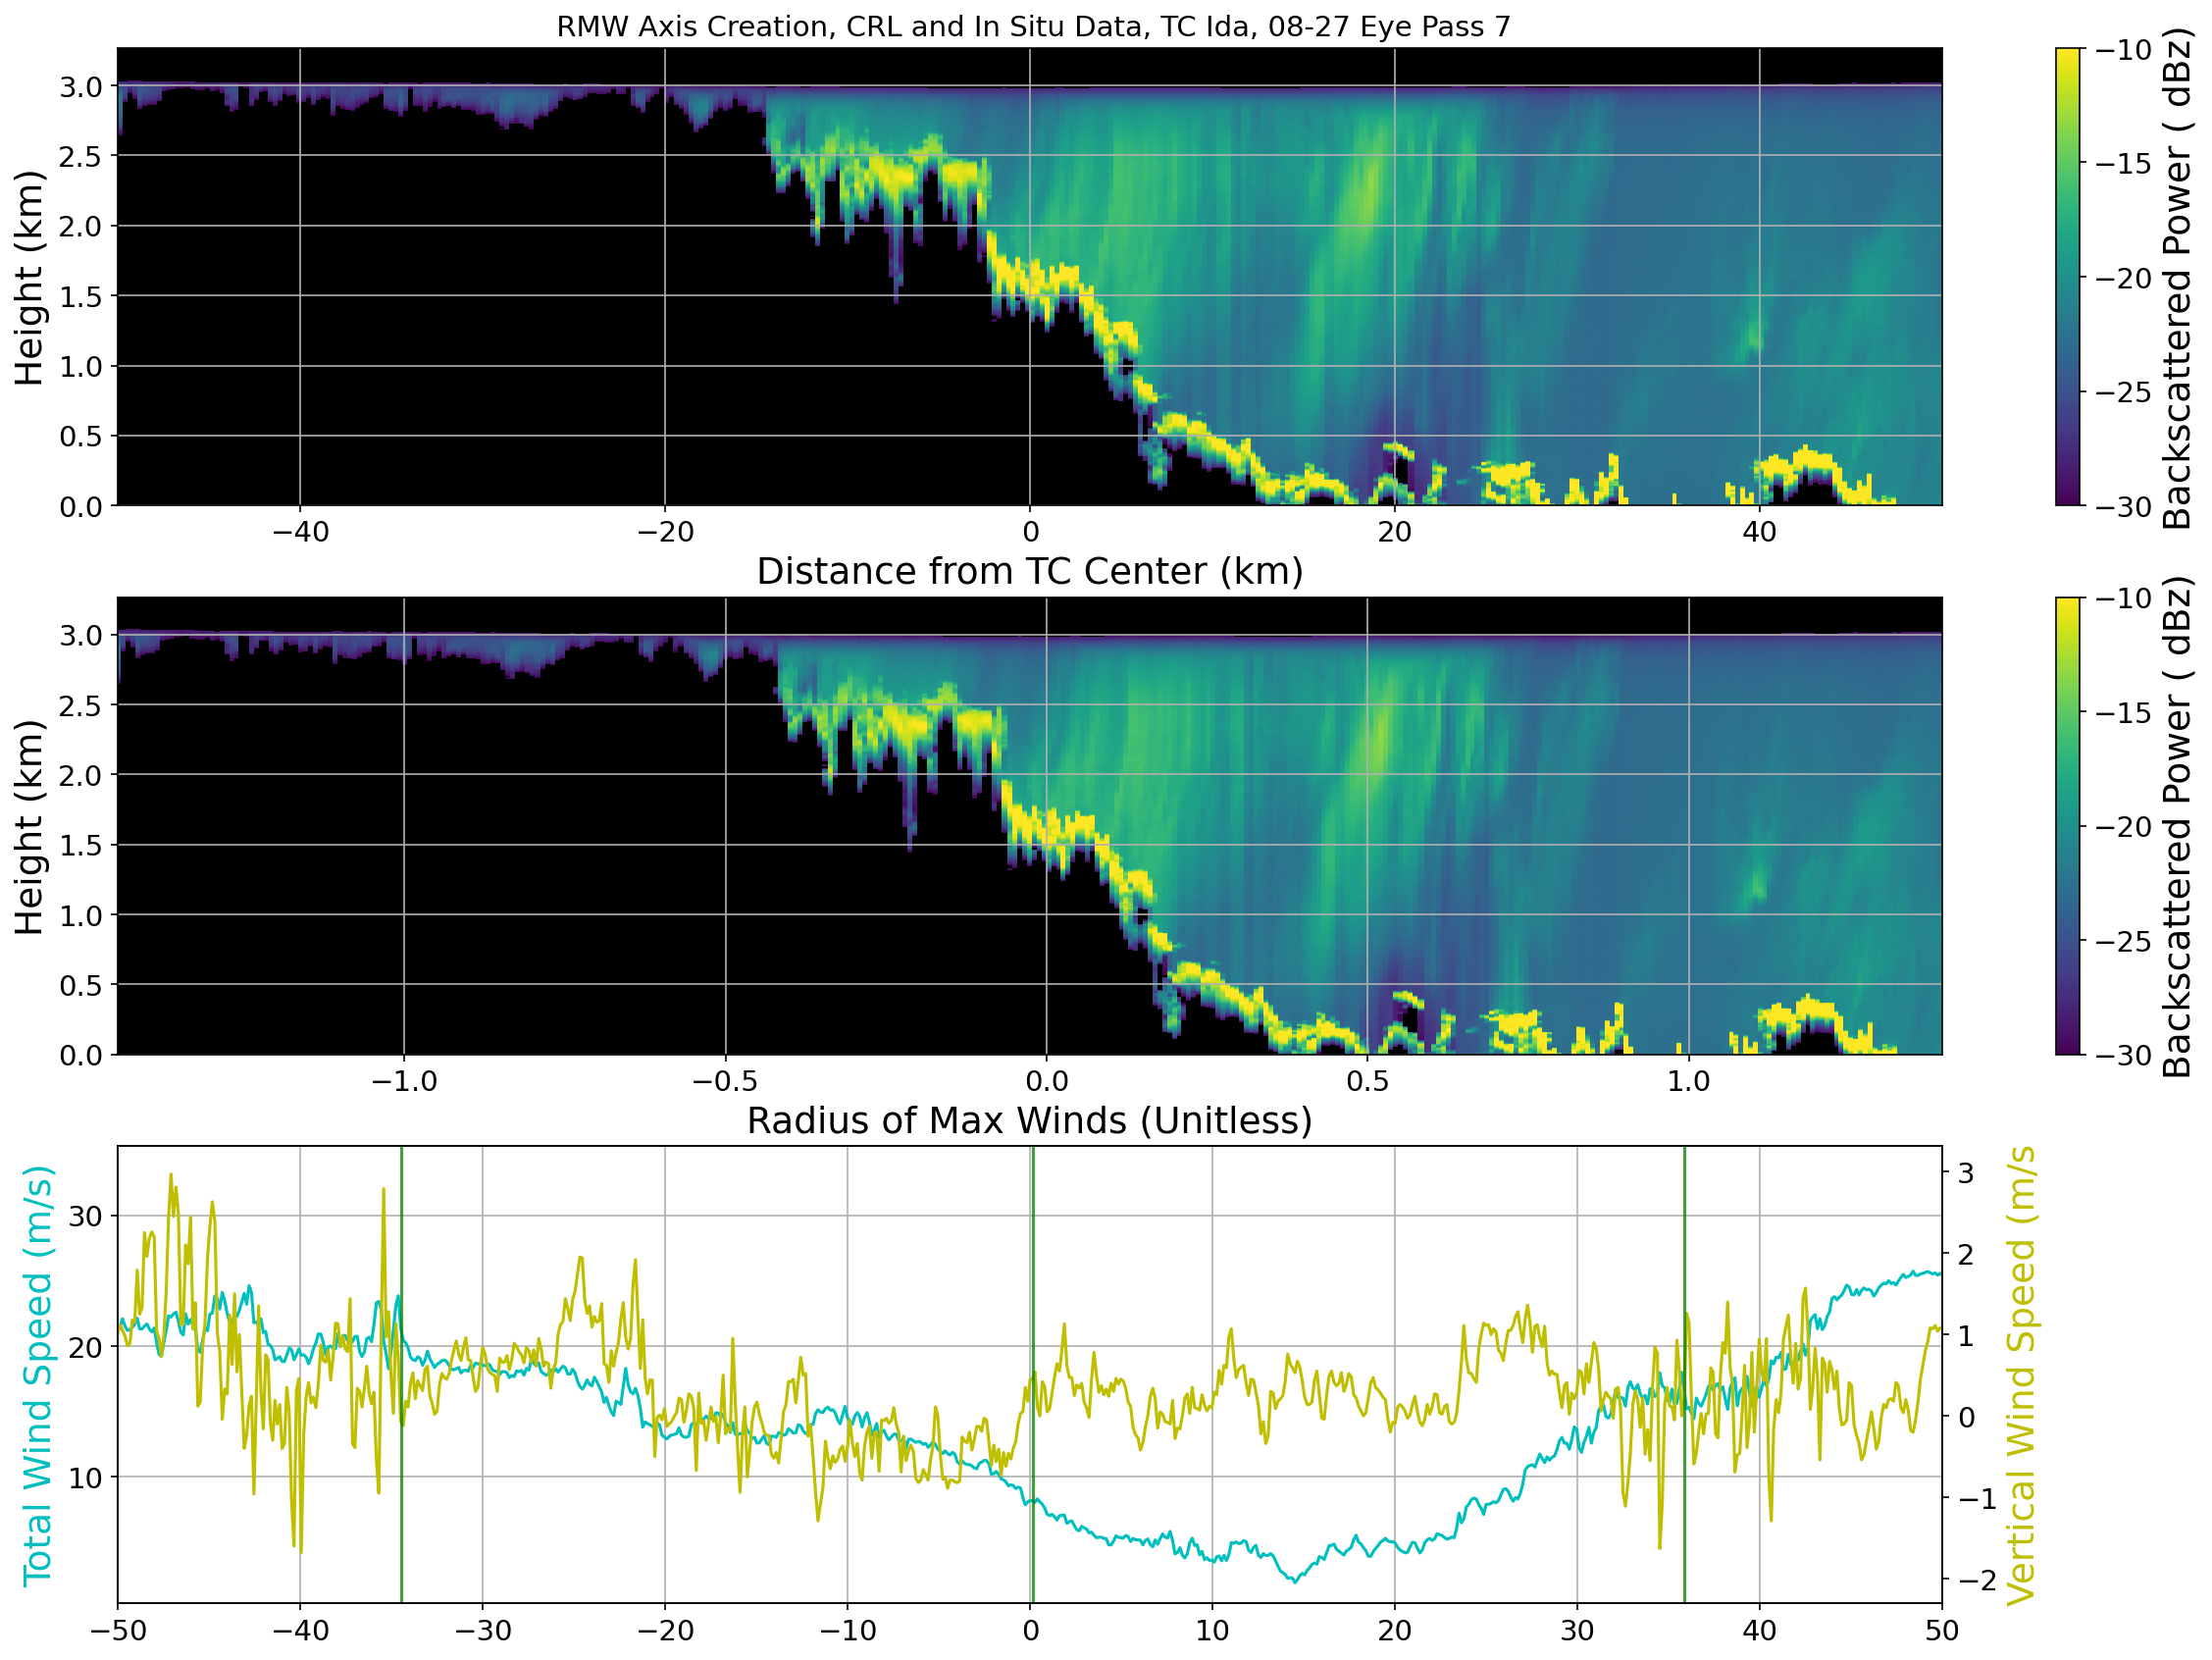 RMW Axis Creation, CRL and In Situ Data, TC Ida, 08-27 Eye Pass 7
Height (km)
3.0
2.5
2.0
1.5
1.0
0.5
0.0
−40 −20 0 20 40
Distance from TC Center (km)
−10
−15
−20
−25
−30
Backscattered Power ( dBz)
Height (km)
3.0
2.5
2.0
1.5
1.0
0.5
0.0
−1.0 −0.5 0.0 0.5 1.0
Radius of Max Winds (Unitless)
−10
−15
−20
−25
−30
Backscattered Power ( dBz)
Total Wind Speed (m/s)
30
20
10
−50 −40 −30 −20 −10 0 10 20 30 40 50
3
2
1
0
−1
−2
Vertical Wind Speed (m/s